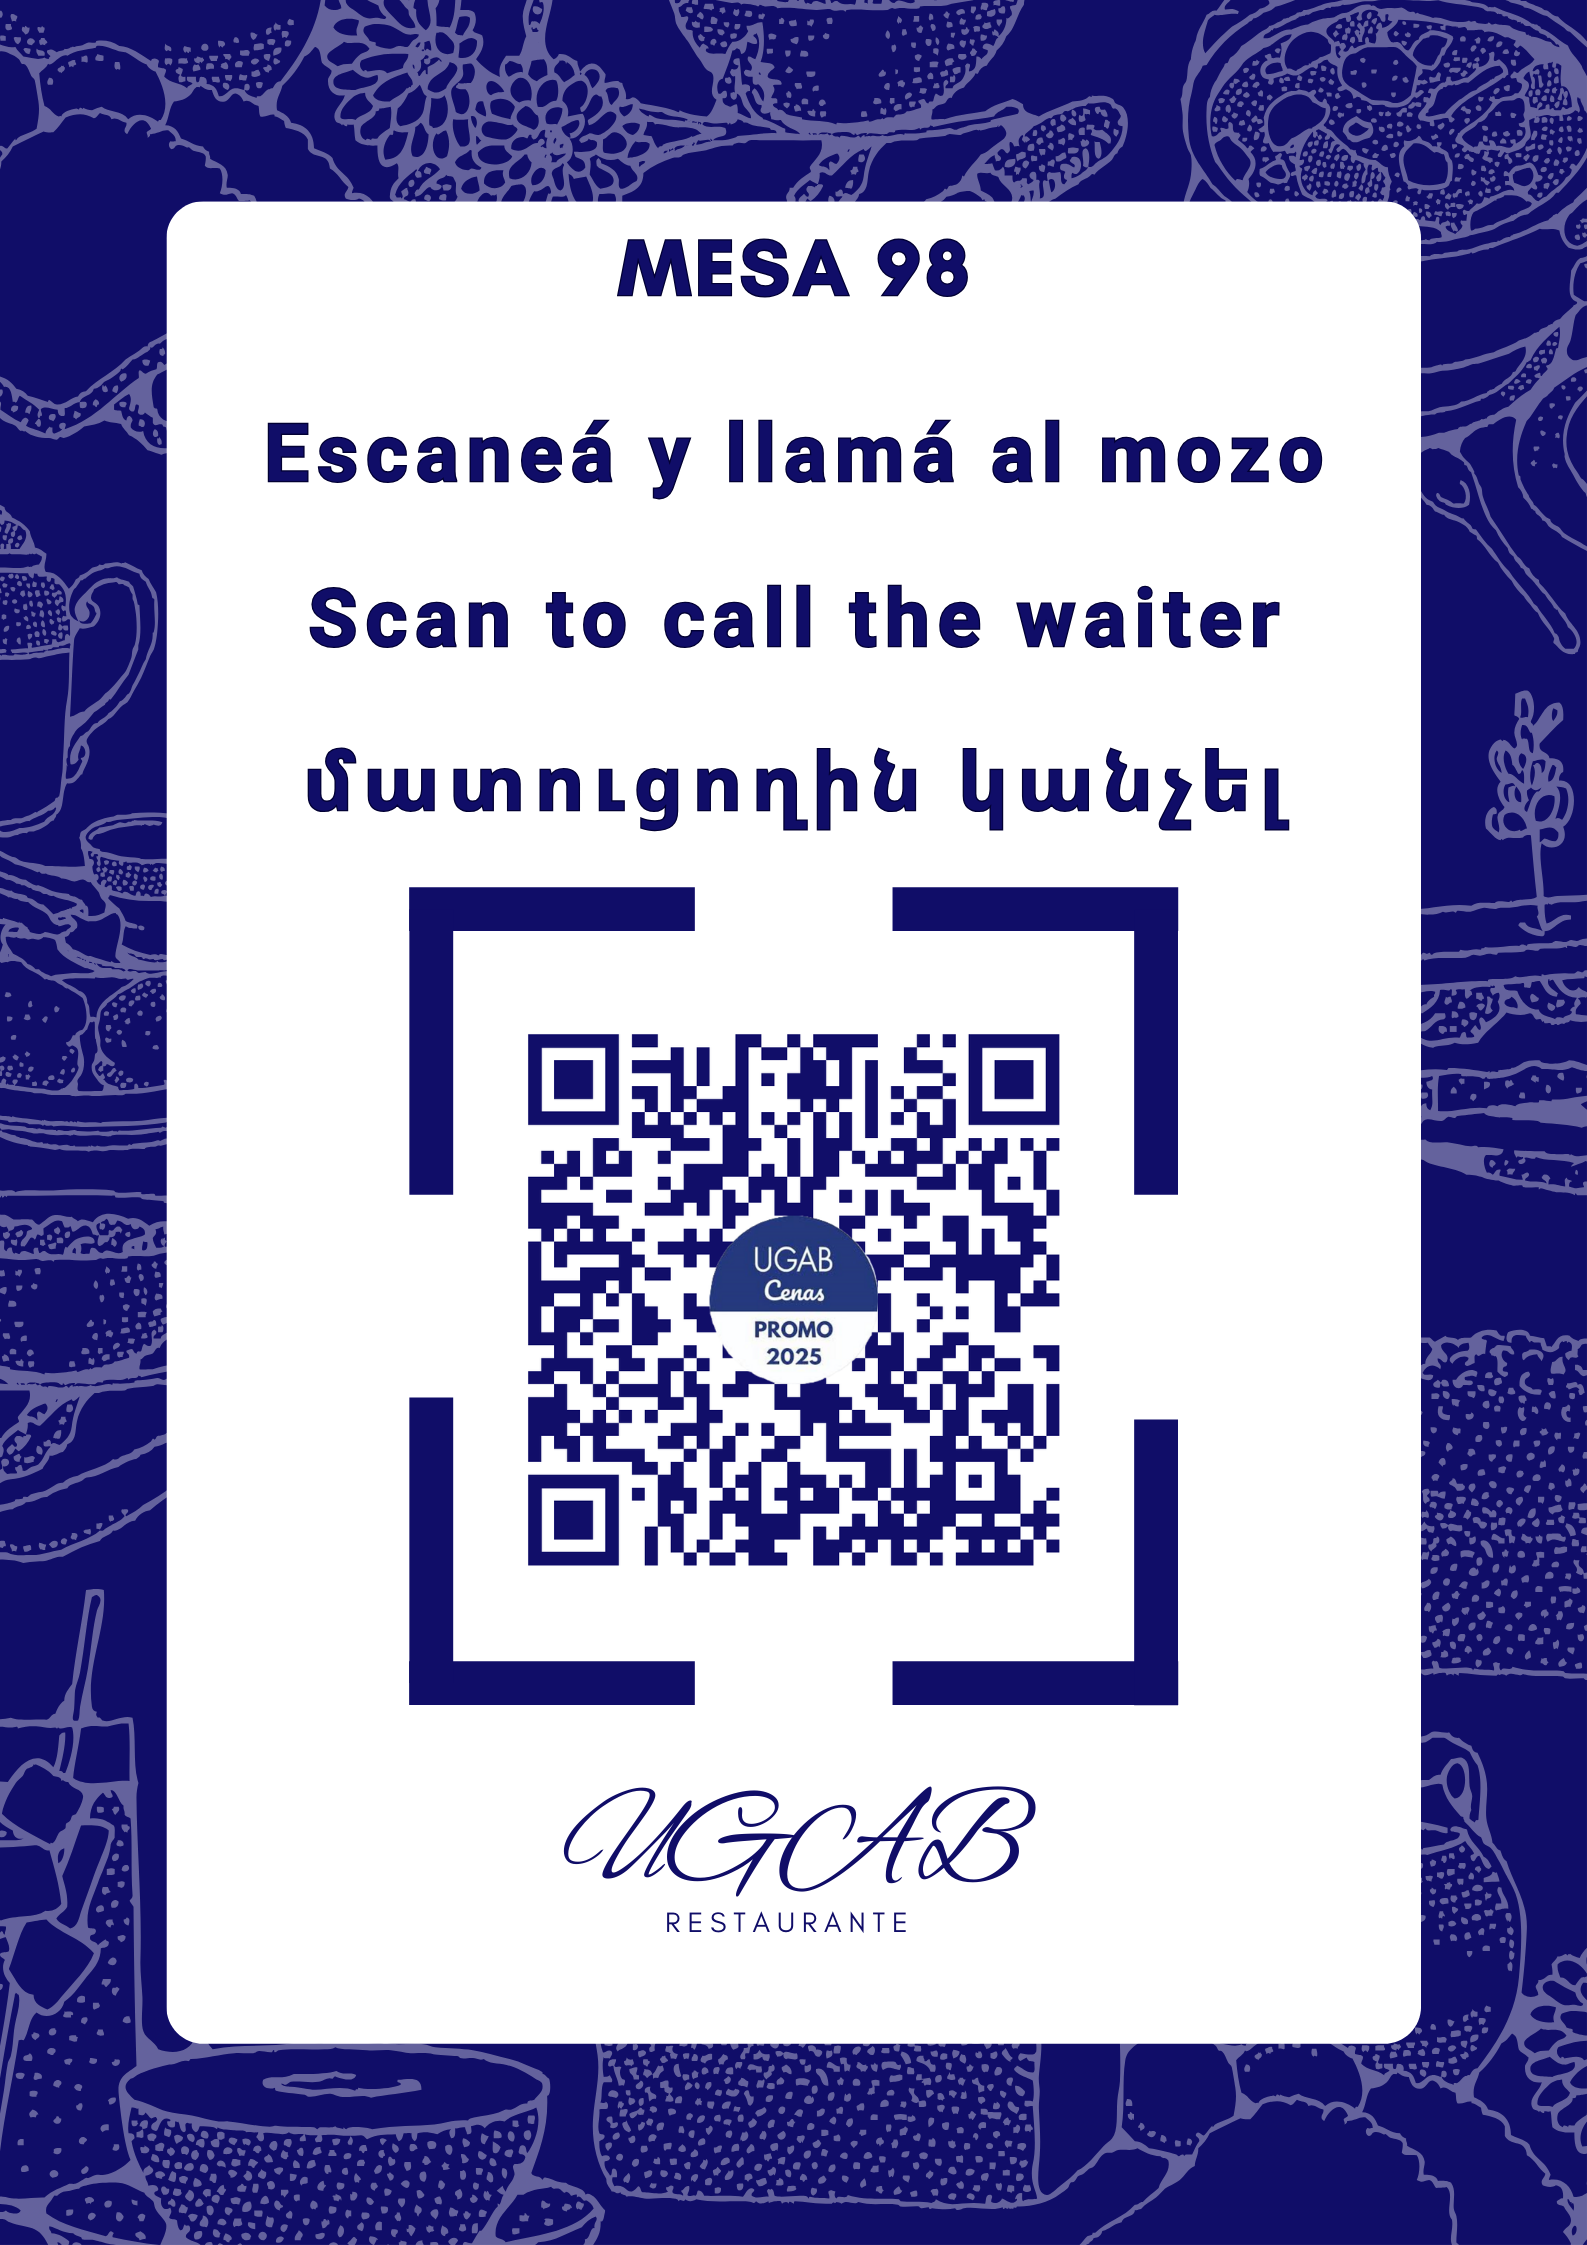 MESA 98
Escaneá y llamá al mozo
Scan to call the waiter
մատուցողին կանչել
UGAB
Cenas
PROMO
2025
UGAB
RESTAURANTE